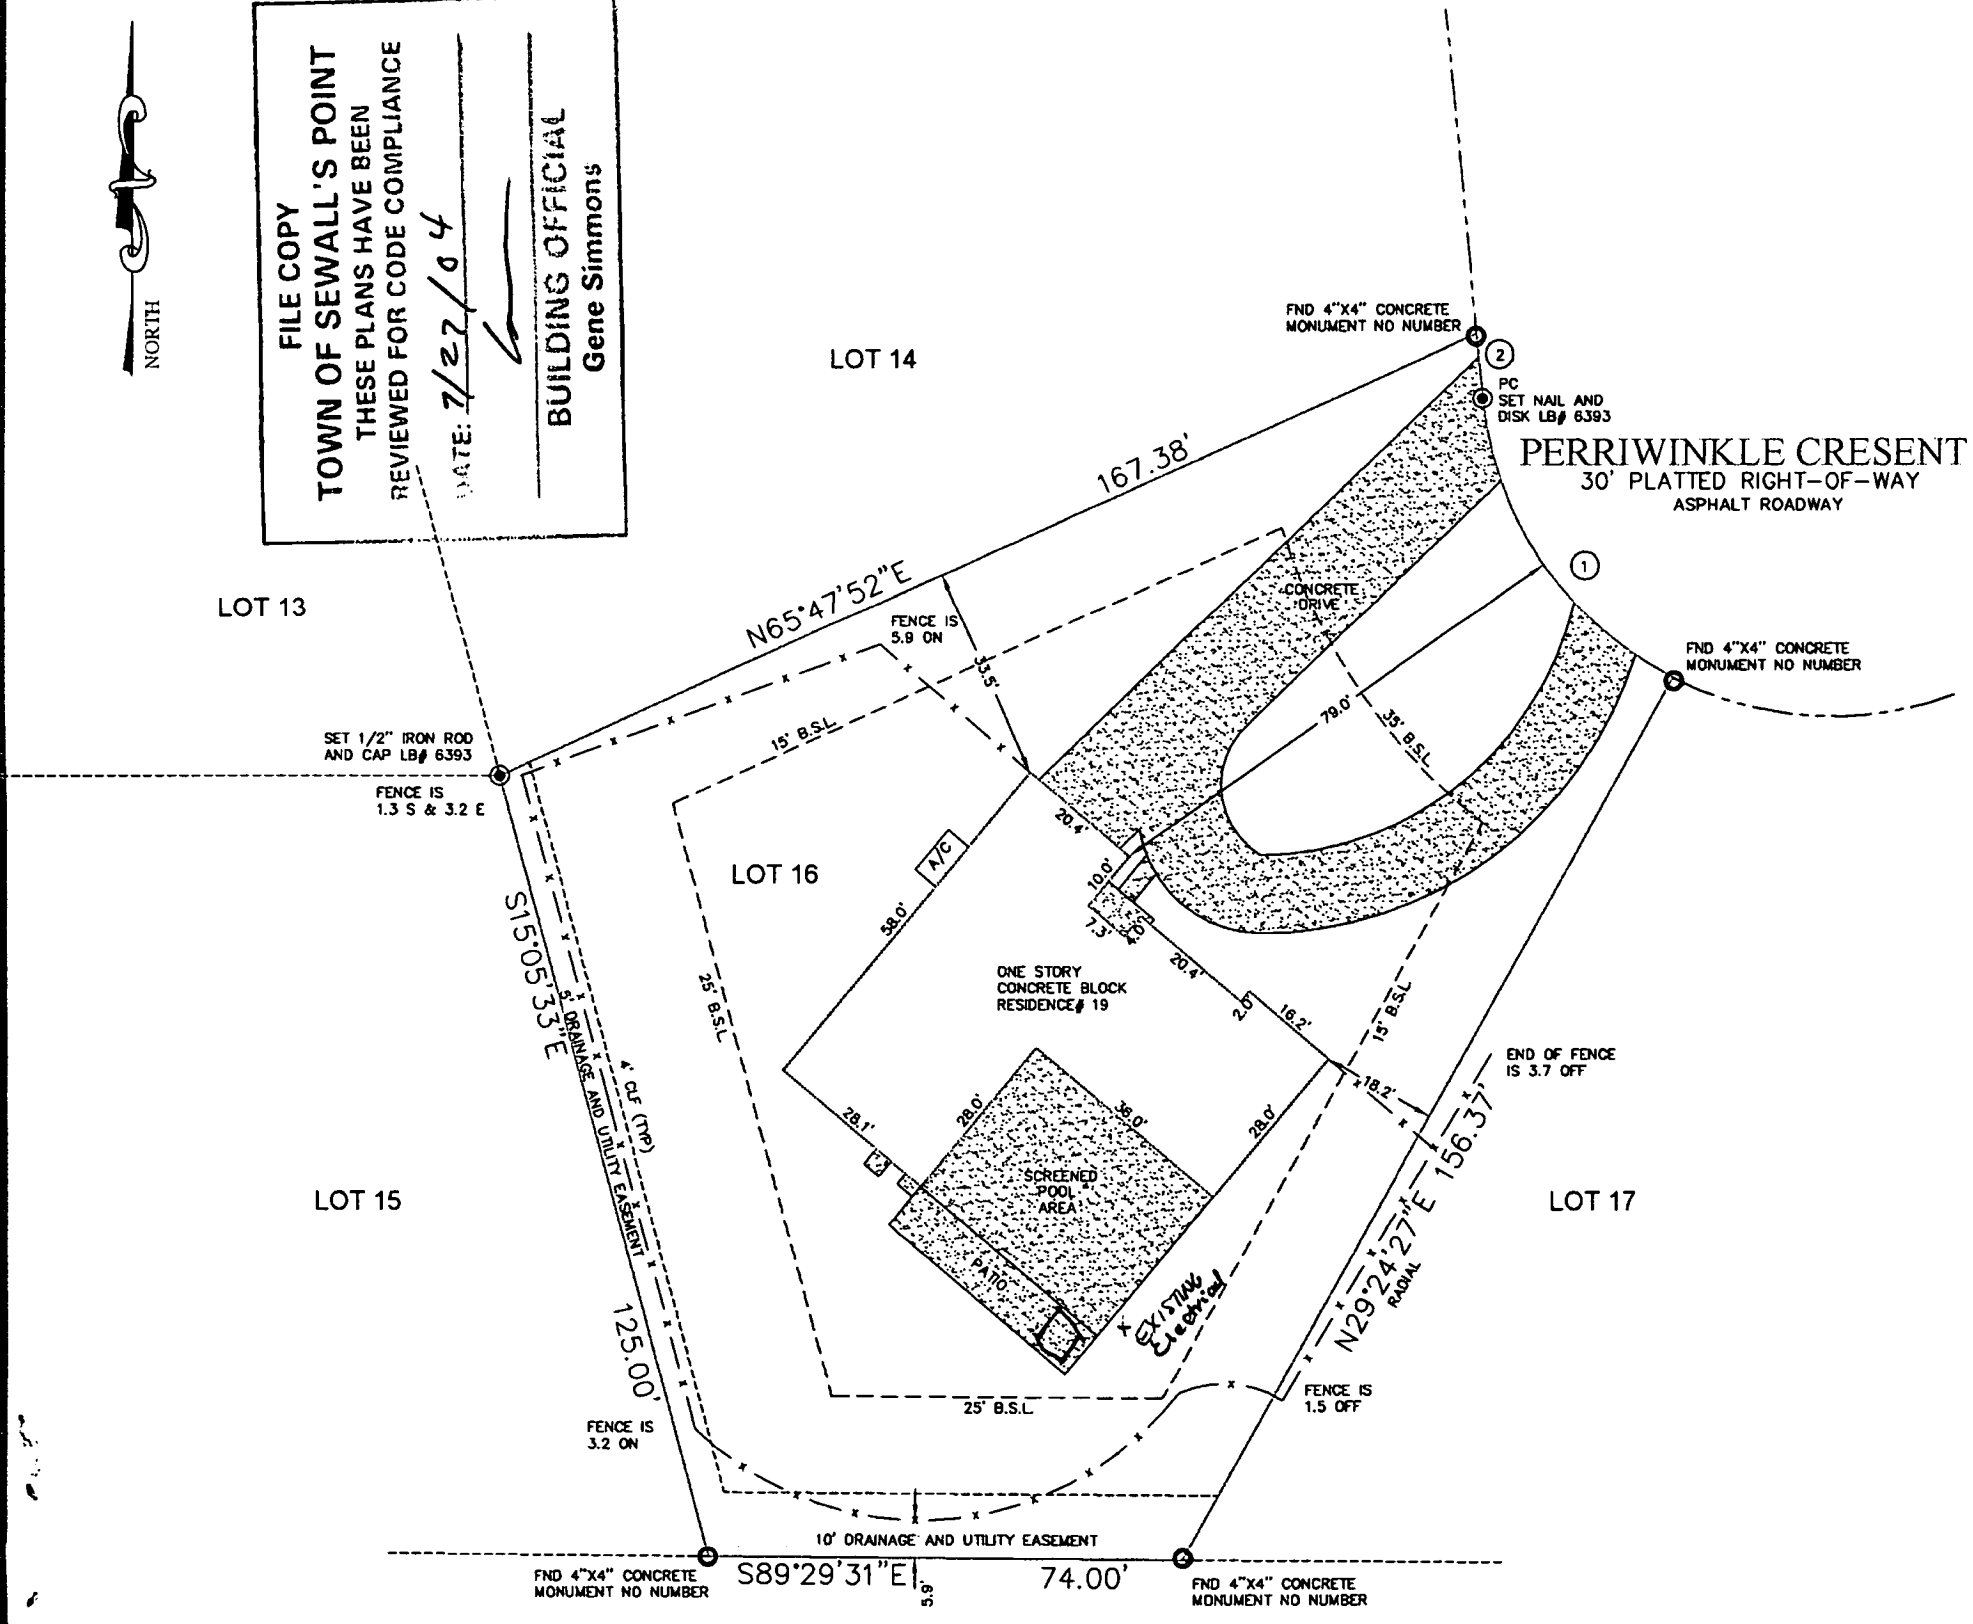 NORTH
FILE COPY
TOWN OF SEWALL'S POINT
THESE PLANS HAVE BEEN
REVIEWED FOR CODE COMPLIANCE
DATE: 7/22/04
BUILDING OFFICIAL
Gene Simmons
LOT 14
FND 4"X4" CONCRETE
MONUMENT NO NUMBER
2
PC
SET NAIL AND
DISK LB# 6393
PERRIWINKLE CRESENT
30' PLATTED RIGHT-OF-WAY
ASPHALT ROADWAY
167.38'
N65°47'52"E
LOT 13
FENCE IS
5.9 ON
33.5'
CONCRETE
DRIVE
1
FND 4"X4" CONCRETE
MONUMENT NO NUMBER
79.0'
35' B.S.L
15' B.S.L
SET 1/2" IRON ROD
AND CAP LB# 6393
FENCE IS
1.3 S & 3.2 E
20.4'
A/C
LOT 16
10.0'
7.3'
4.0'
58.0'
S15°05'33"E
25' B.S.L
ONE STORY
CONCRETE BLOCK
RESIDENCE# 19
20.4'
2.0'
16.2'
15' B.S.L
5' DRAINAGE AND UTILITY EASEMENT
4' CLF (TYP)
END OF FENCE
IS 3.7 OFF
18.2'
28.1'
28.0'
36.0'
28.0'
SCREENED
POOL
AREA
PATIO
LOT 15
LOT 17
N29°24'27"E 156.37'
RADIAL
EXISTING
Electrical
125.00'
25' B.S.L
FENCE IS
1.5 OFF
FENCE IS
3.2 ON
10' DRAINAGE AND UTILITY EASEMENT
S89°29'31"E
5.9'
74.00'
FND 4"X4" CONCRETE
MONUMENT NO NUMBER
FND 4"X4" CONCRETE
MONUMENT NO NUMBER